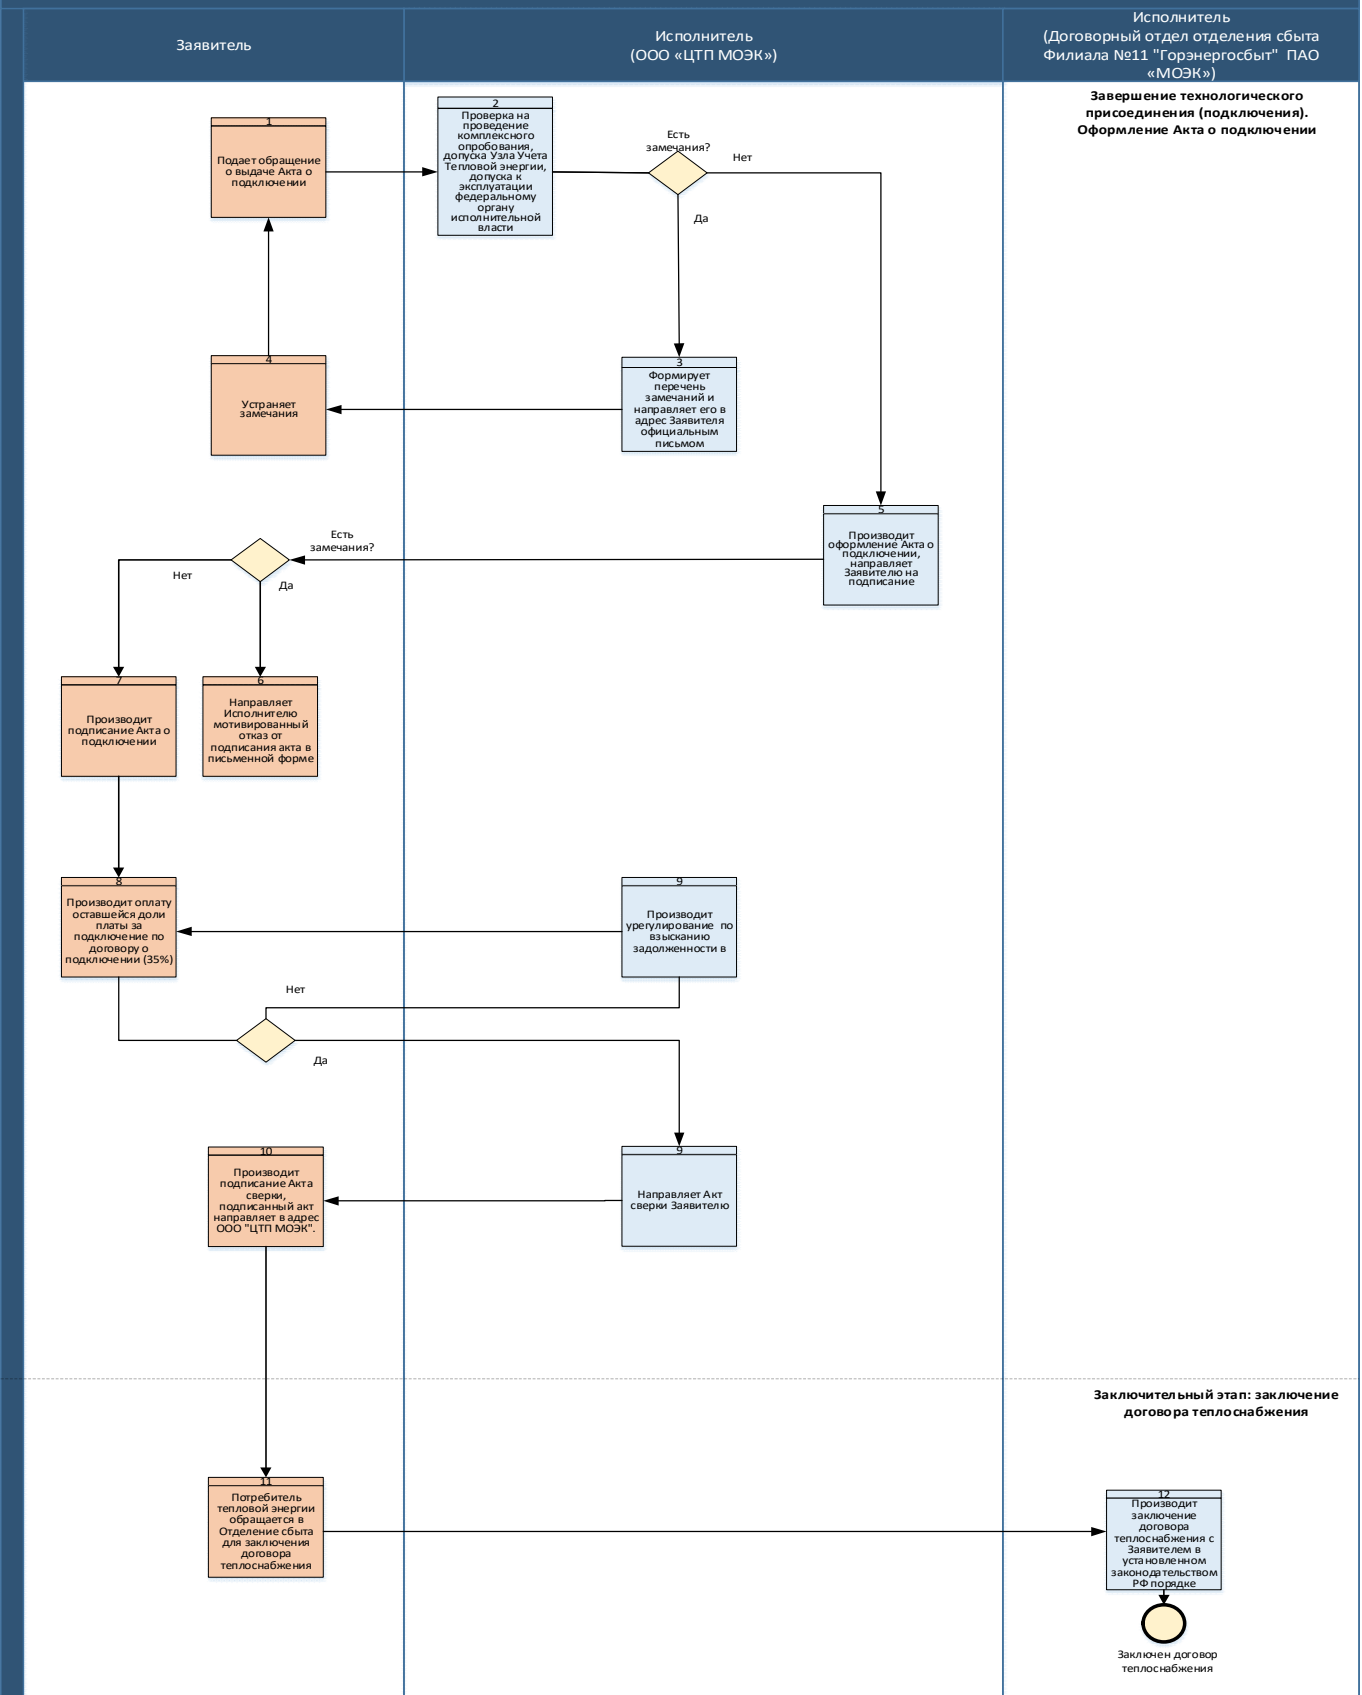 Заявитель
Исполнитель
(ООО «ЦТП МОЭК»)
Исполнитель
(Договорный отдел отделения сбыта
Филиала №11 "Горэнергосбыт" ПАО
«МОЭК»)
Завершение технологического
присоединения (подключения).
Оформление Акта о подключении
1
Подает обращение
о выдаче Акта о
подключении
2
Проверка на
проведение
комплексного
опробования,
допуска Узла Учета
Тепловой энергии,
допуска к
эксплуатации
федеральному
органу
исполнительной
власти
Есть
замечания?
Нет
Да
3
Формирует
перечень
замечаний и
направляет его в
адрес Заявителя
официальным
письмом
4
Устраняет
замечания
5
Производит
оформление Акта о
подключении,
направляет
Заявителю на
подписание
Есть
замечания?
Нет
Да
7
Производит
подписание Акта о
подключении
6
Направляет
Исполнителю
мотивированный
отказ от
подписания акта в
письменной форме
8
Производит оплату
оставшейся доли
платы за
подключение по
договору о
подключении (35%)
9
Производит
урегулирование по
взысканию
задолженности в
Нет
Да
9
Направляет Акт
сверки Заявителю
10
Производит
подписание Акта
сверки,
подписанный акт
направляет в адрес
ООО "ЦТП МОЭК".
Заключительный этап: заключение
договора теплоснабжения
11
Потребитель
тепловой энергии
обращается в
Отделение сбыта
для заключения
договора
теплоснабжения
12
Производит
заключение
договора
теплоснабжения с
Заявителем в
установленном
законодательством
РФ порядке
Заключен договор
теплоснабжения